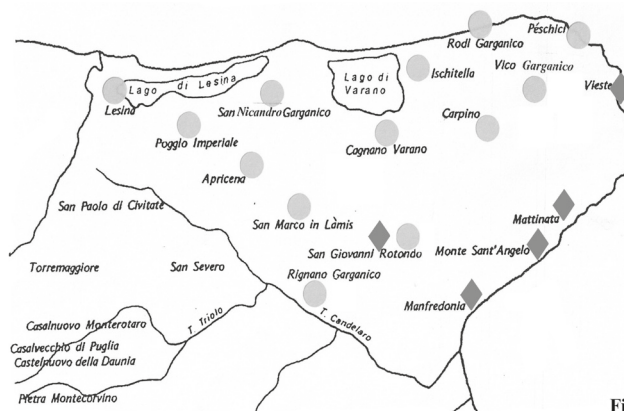 Rodi Garganico
Péschici
Lago di Lesina
Lago di
Varano
Ischitella
Vico Garganico
Vieste
Lesina
San Nicandro Garganico
Carpino
Poggio Imperiale
Cagnano Varano
Apricena
San Paolo di Civitate
San Marco in Làmis
Mattinata
San Giovanni Rotondo
Monte Sant'Angelo
Torremaggiore
San Severo
Rignano Garganico
Manfredonia
Casalnuovo Monterotaro
T. Triolo
T. Candelaro
Casalvecchio di Puglia
Castelnuovo della Daunia
Pietra Montecorvino
Fi